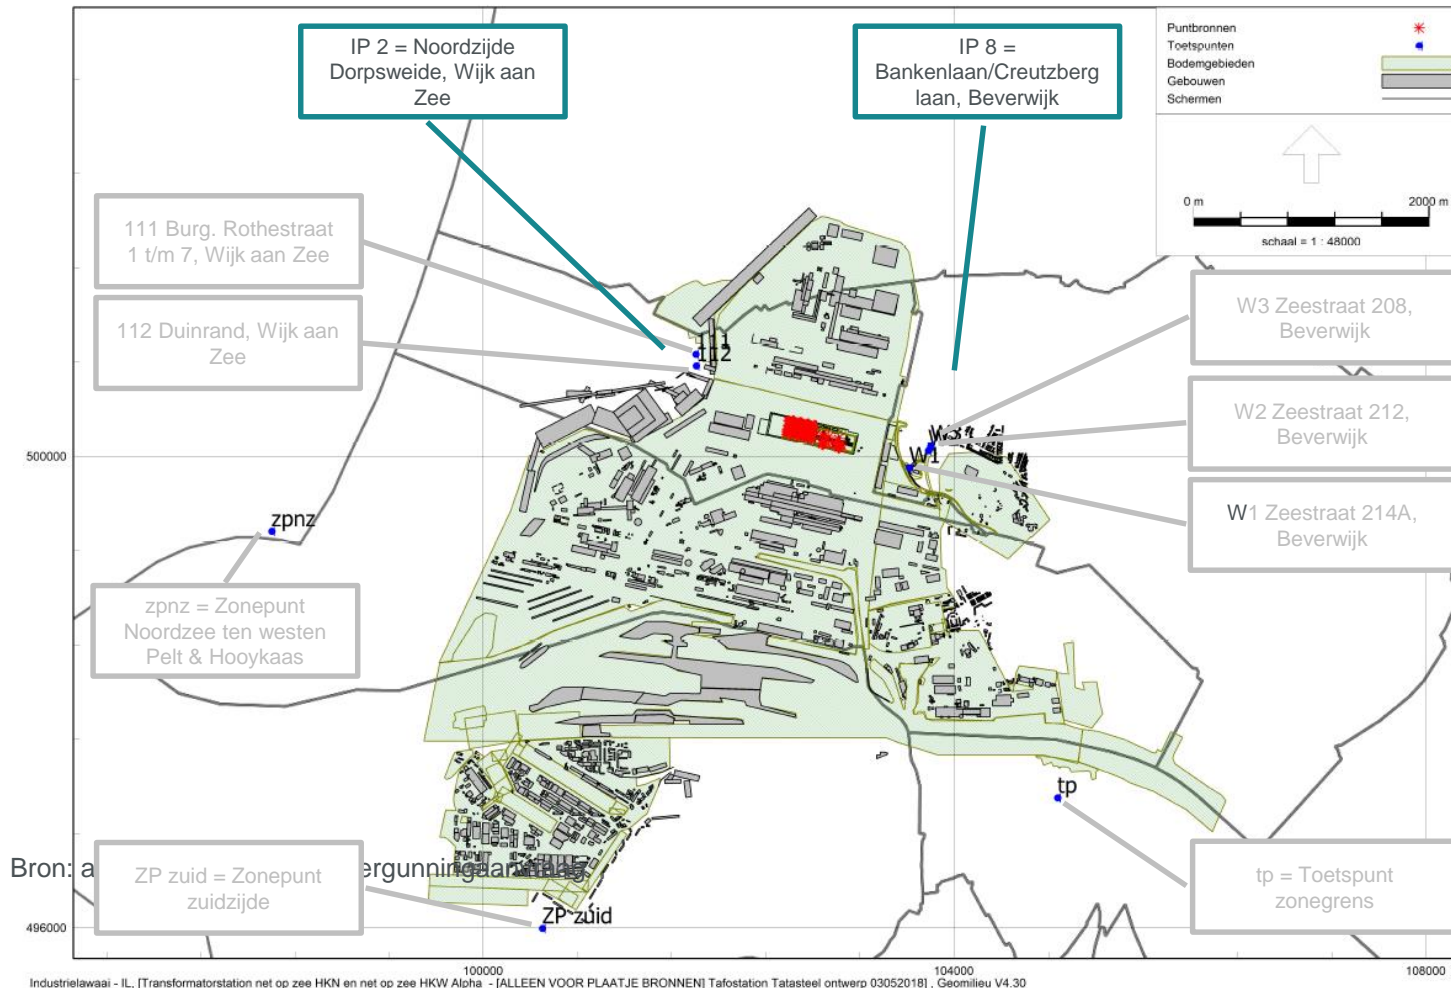 IP 2 = Noordzijde
Dorpsweide, Wijk aan
Zee
IP 8 =
Bankenlaan/Creutzberg
laan, Beverwijk
Puntbronnen
Toetspunten
Bodemgebieden
Gebouwen
Schermen
0 m
2000 m
schaal = 1 : 48000
111 Burg. Rothestraat
1 t/m 7, Wijk aan Zee
112 Duinrand, Wijk aan
Zee
W3 Zeestraat 208,
Beverwijk
W2 Zeestraat 212,
Beverwijk
W1 Zeestraat 214A,
Beverwijk
112
W3
W1
zpnz
zpnz = Zonepunt
Noordzee ten westen
Pelt & Hooykaas
tp
tp = Toetspunt
zonegrens
Bron:
ZP zuid = Zonepunt
zuidzijde
ZP zuid
500000
496000
100000
104000
108000
Industrielawaai - IL, [Transformatorstation net op zee HKN en net op zee HKW Alpha - [ALLEEN VOOR PLAATJE BRONNEN] Tafostation Tatasteel ontwerp 03052018] , Geomilieu V4.30